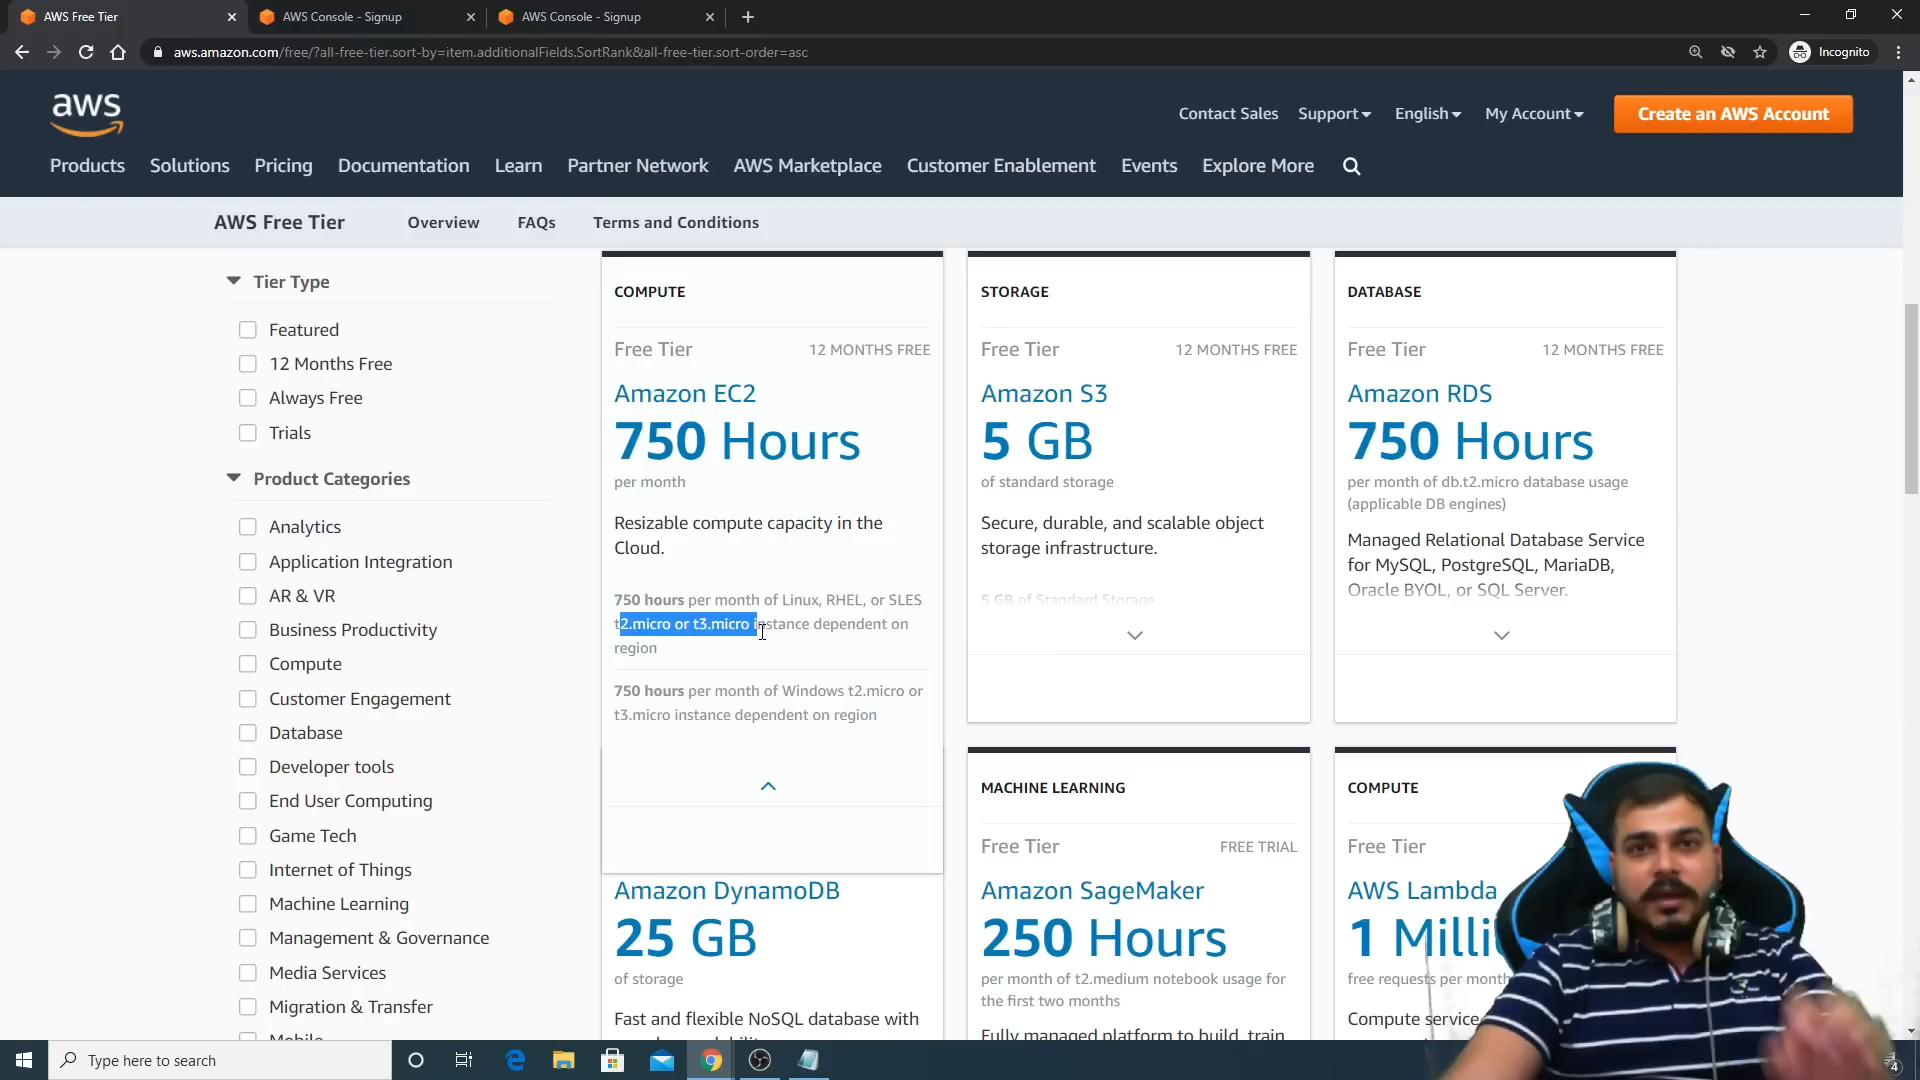 AWS Free Tier
AWS Console - Signup
AWS Console - Signup
aws.amazon.com/free/?all-free-tier.sort-by=item.additionalFields.SortRank&all-free-tier.sort-order=asc
Incognito
aws
Contact Sales Support English My Account Create an AWS Account
Products Solutions Pricing Documentation Learn Partner Network AWS Marketplace Customer Enablement Events Explore More
AWS Free Tier Overview FAQs Terms and Conditions
Tier Type
Featured
12 Months Free
Always Free
Trials
Product Categories
Analytics
Application Integration
AR & VR
Business Productivity
Compute
Customer Engagement
Database
Developer tools
End User Computing
Game Tech
Internet of Things
Machine Learning
Management & Governance
Media Services
Migration & Transfer
Mobile
COMPUTE
Free Tier 12 MONTHS FREE
Amazon EC2
750 Hours
per month
Resizable compute capacity in the
Cloud.
750 hours per month of Linux, RHEL, or SLES
t2.micro or t3.micro instance dependent on
region
750 hours per month of Windows t2.micro or
t3.micro instance dependent on region
STORAGE
Free Tier 12 MONTHS FREE
Amazon S3
5 GB
of standard storage
Secure, durable, and scalable object
storage infrastructure.
5 GB of Standard Storage
DATABASE
Free Tier 12 MONTHS FREE
Amazon RDS
750 Hours
per month of db.t2.micro database usage
(applicable DB engines)
Managed Relational Database Service
for MySQL, PostgreSQL, MariaDB,
Oracle BYOL, or SQL Server.
Amazon DynamoDB
25 GB
of storage
Fast and flexible NoSQL database with
MACHINE LEARNING
Free Tier FREE TRIAL
Amazon SageMaker
250 Hours
per month of t2.medium notebook usage for
the first two months
Fully managed platform to build, train
COMPUTE
Free Tier
AWS Lambda
1 Milli
free requests per month
Compute service
Type here to search
4